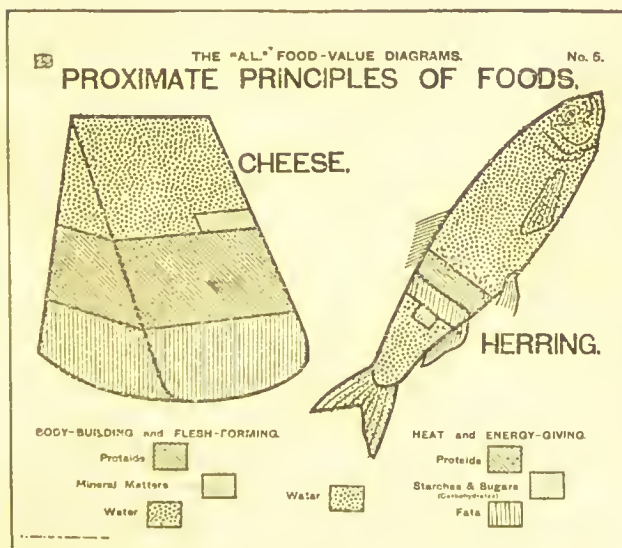 THE "A.L." FOOD-VALUE DIAGRAMS. No. 5.
PROXIMATE PRINCIPLES OF FOODS.
CHEESE.
HERRING.
BODY-BUILDING and FLESH-FORMING.
Proteids
Mineral Matters
Water
Water
HEAT and ENERGY-GIVING.
Proteids
Starches & Sugars
(Carbohydrates)
Fats